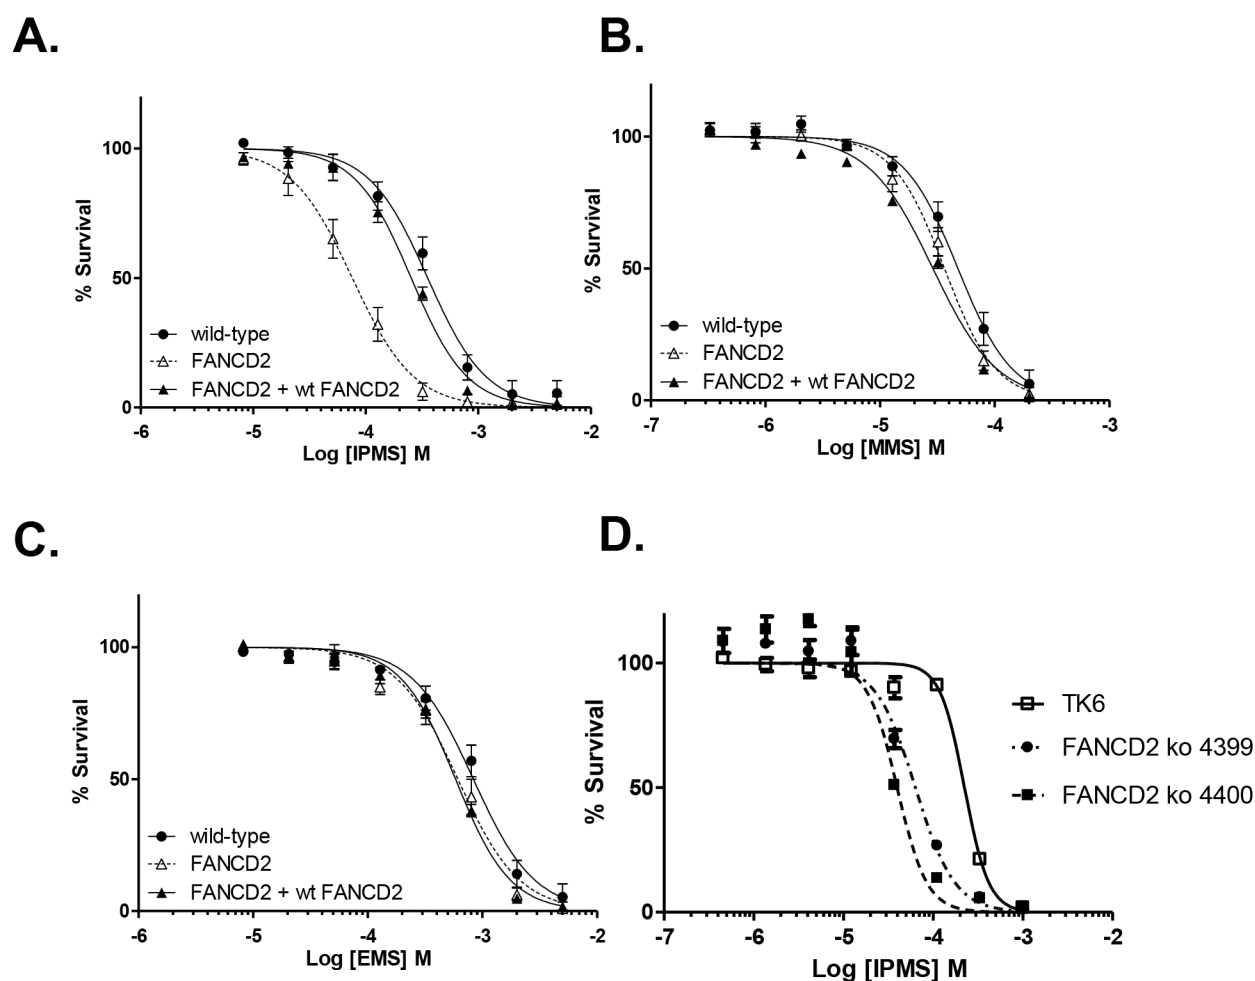 A.
% Survival
100
50
0
wild-type
FANCD2
FANCD2 + wt FANCD2
-6
-5
-4
-3
-2
Log [IPMS] M
B.
% Survival
100
50
0
wild-type
FANCD2
FANCD2 + wt FANCD2
-7
-6
-5
-4
-3
Log [MMS] M
C.
% Survival
100
50
0
wild-type
FANCD2
FANCD2 + wt FANCD2
-6
-5
-4
-3
-2
Log [EMS] M
D.
% Survival
100
50
0
TK6
FANCD2 ko 4399
FANCD2 ko 4400
-7
-6
-5
-4
-3
-2
Log [IPMS] M